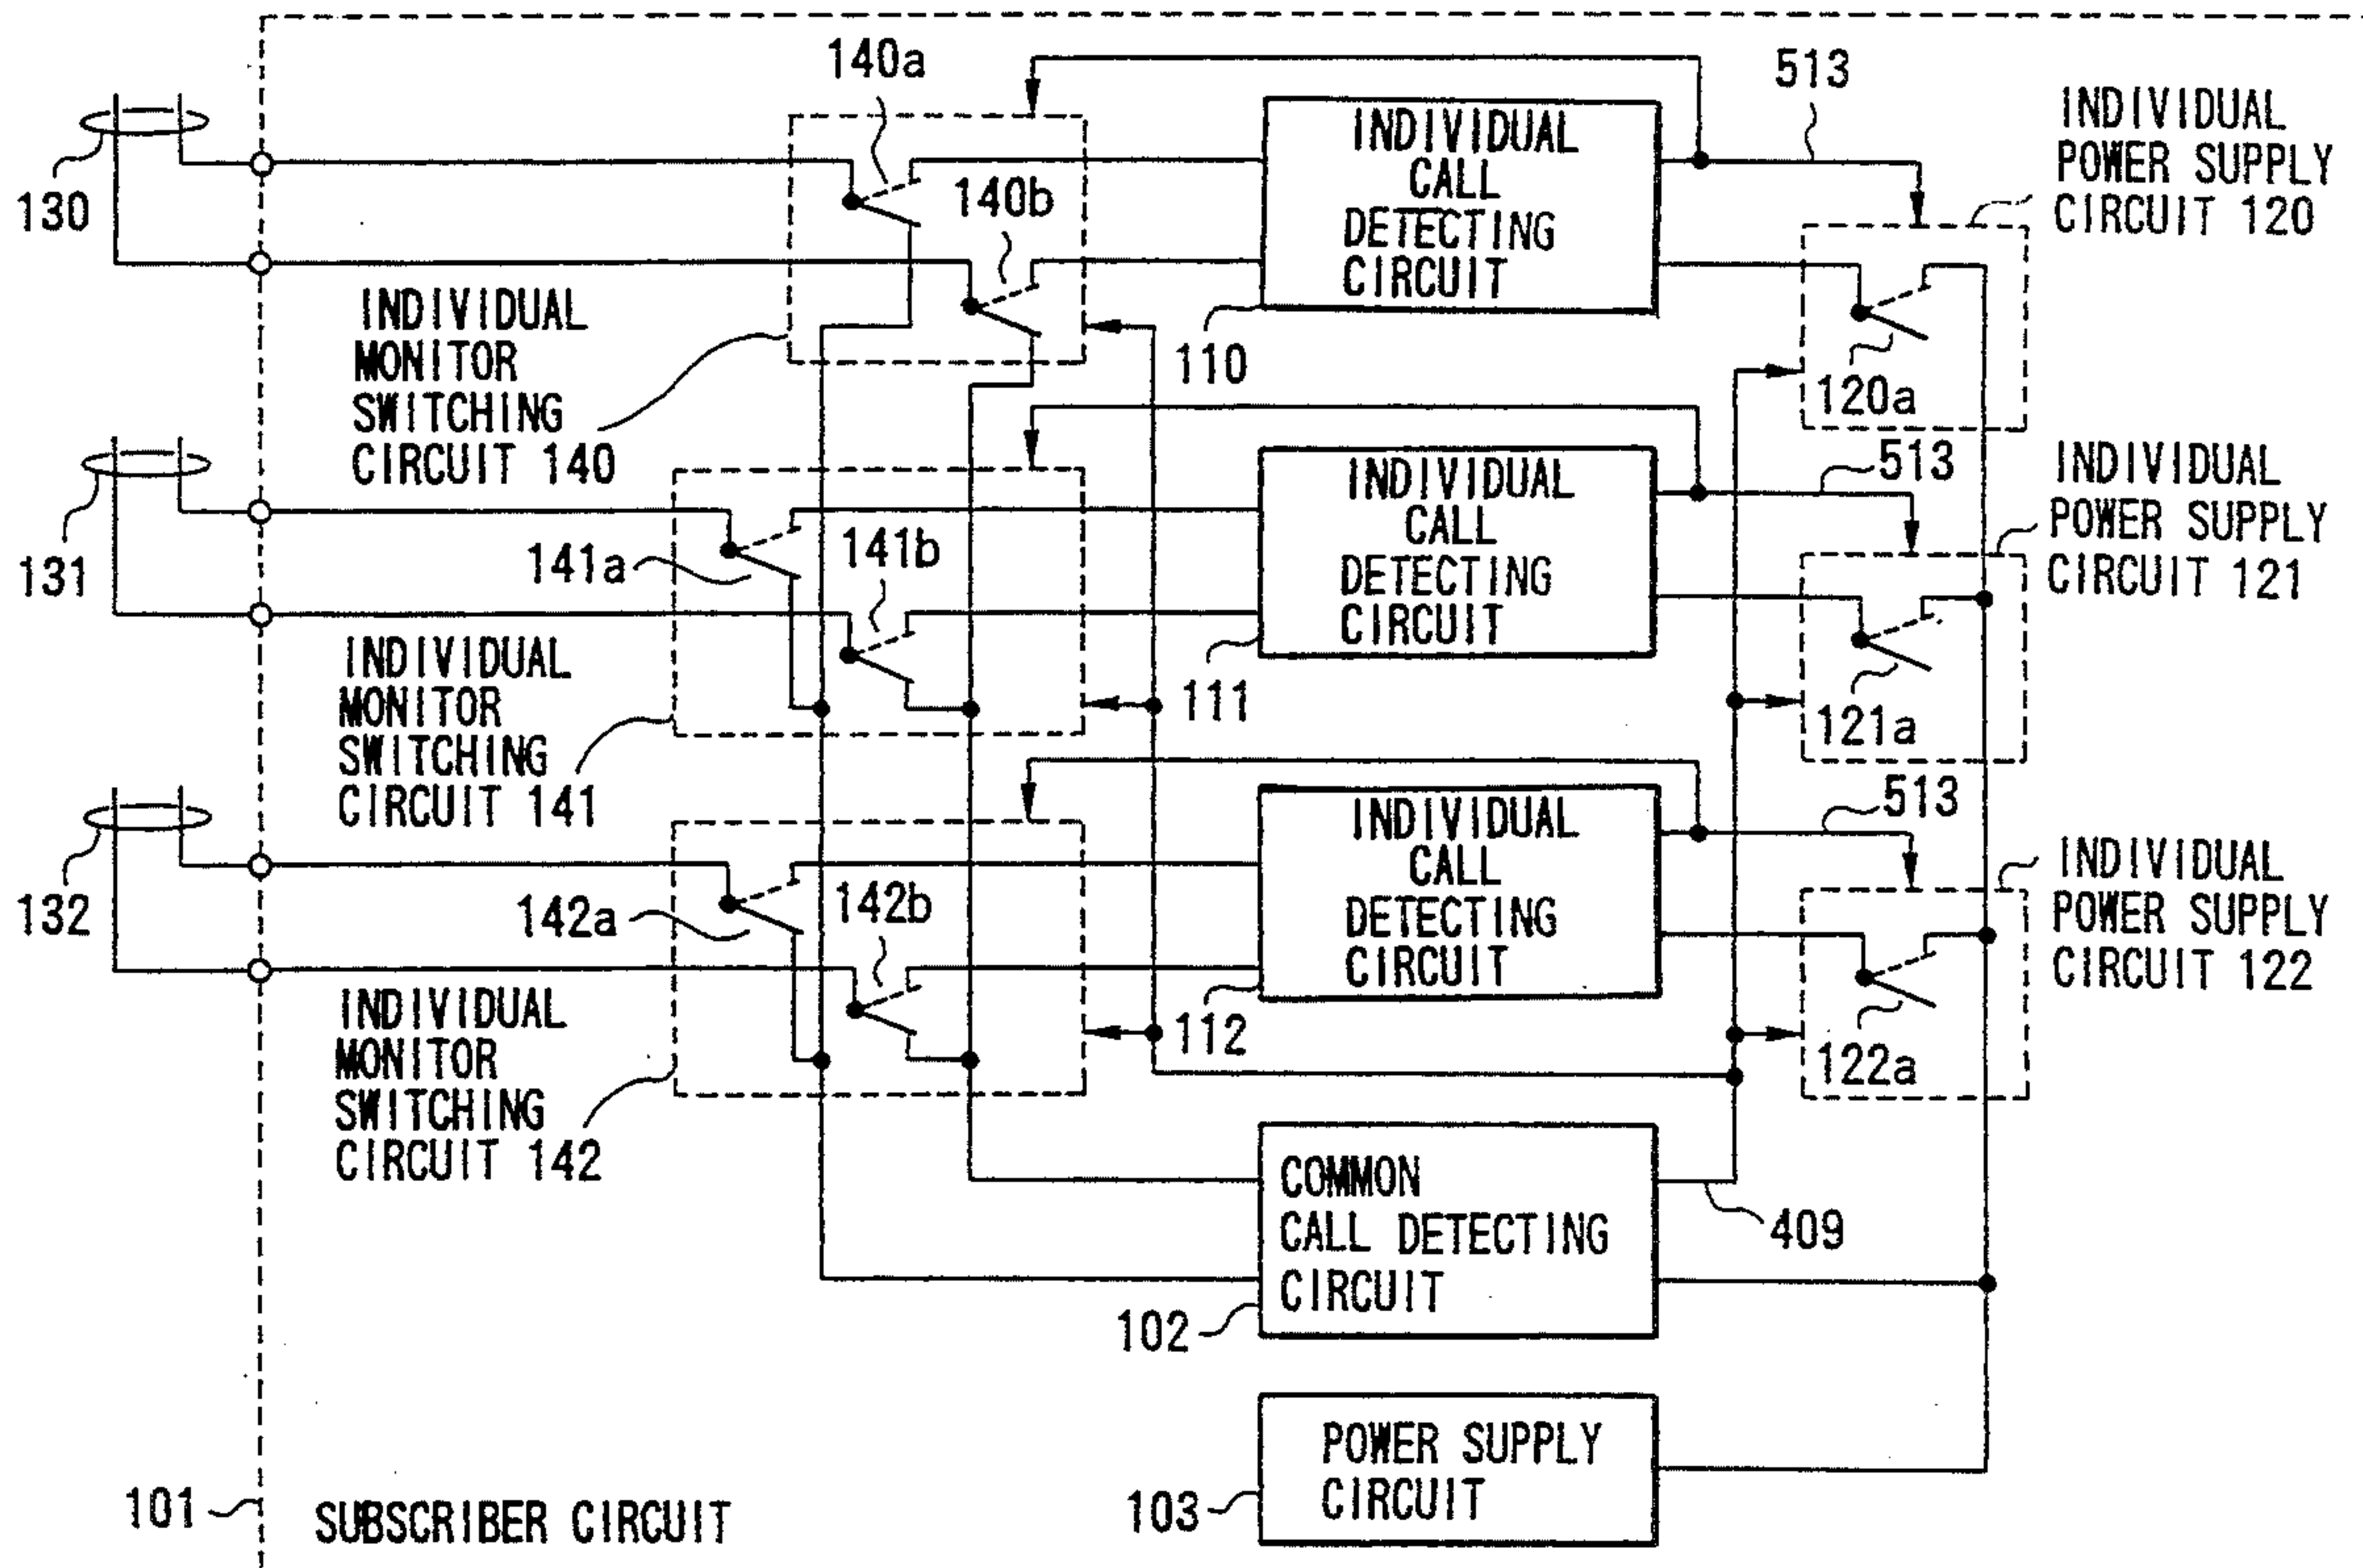 140a
513
INDIVIDUAL
POWER SUPPLY
CIRCUIT 120
INDIVIDUAL
CALL
DETECTING
CIRCUIT
140b
130
INDIVIDUAL
MONITOR
SWITCHING
CIRCUIT 140
110
120a
513
INDIVIDUAL
POWER SUPPLY
CIRCUIT 121
INDIVIDUAL
CALL
DETECTING
CIRCUIT
131
141a
141b
INDIVIDUAL
MONITOR
SWITCHING
CIRCUIT 141
111
121a
513
INDIVIDUAL
POWER SUPPLY
CIRCUIT 122
INDIVIDUAL
CALL
DETECTING
CIRCUIT
132
142a
142b
INDIVIDUAL
MONITOR
SWITCHING
CIRCUIT 142
112
122a
COMMON
CALL DETECTING
CIRCUIT
409
102
POWER SUPPLY
CIRCUIT
103
101
SUBSCRIBER CIRCUIT